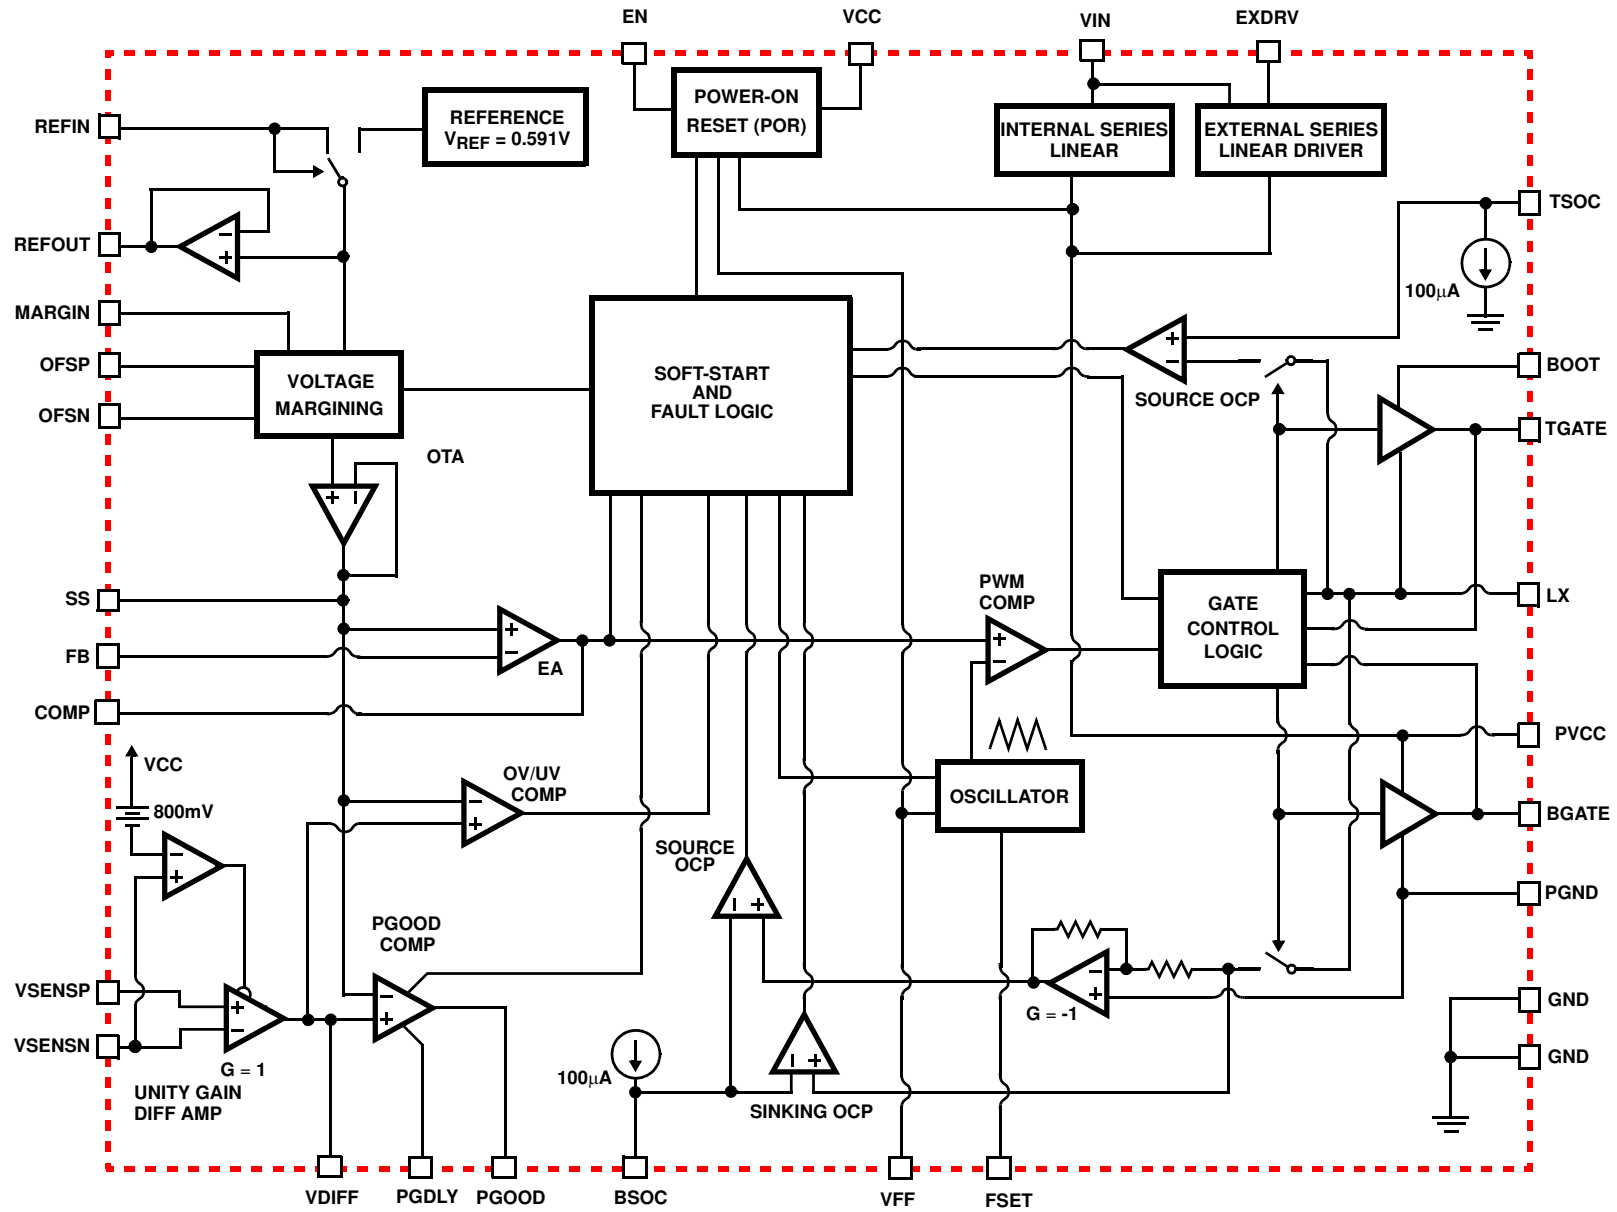 EN
VCC
VIN
EXDRV
REFIN
REFERENCE
VREF = 0.591V
POWER-ON
RESET (POR)
INTERNAL SERIES
LINEAR
EXTERNAL SERIES
LINEAR DRIVER
TSOC
REFOUT
−
+
100µA
MARGIN
OFSP
OFSN
VOLTAGE
MARGINING
SOFT-START
AND
FAULT LOGIC
+
−
SOURCE OCP
BOOT
TGATE
OTA
+ −
SS
FB
COMP
+
−
EA
PWM
COMP
+
−
GATE
CONTROL
LOGIC
LX
PVCC
VCC
800mV
−
+
OV/UV
COMP
−
+
OSCILLATOR
BGATE
SOURCE
OCP
− +
PGND
PGOOD
COMP
−
+
VSENSP
VSENSN
+
−
G = 1
UNITY GAIN
DIFF AMP
−
+
G = -1
GND
GND
100µA
− +
SINKING OCP
VDIFF
PGDLY
PGOOD
BSOC
VFF
FSET